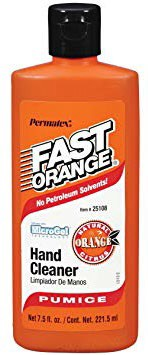 Permatex®
FAST
ORANGE®
No Petroleum Solvents!
Item #25108
MicroGel
Hand
Cleaner
Limpiador De Manos
NATURAL
ORANGE
CITRUS
PUMICE
Net 7.5 fl. oz./ Cont. Net. 221.5 ml